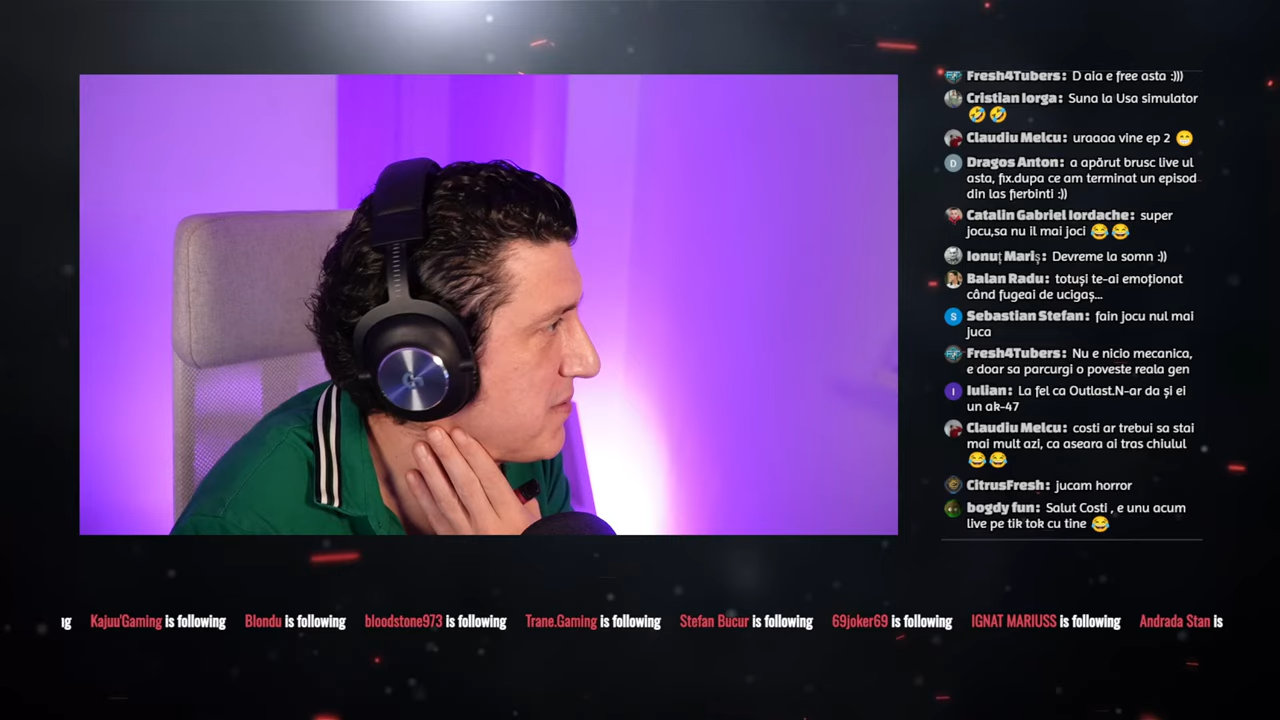 Fresh4Tubers: D aia e free asta :)))
Cristian Iorga: Suna la Usa simulator
🤣 🤣
Claudiu Melcu: uraaaa vine ep 2 😁
D Dragos Anton: a apărut brusc live ul
asta, fix.dupa ce am terminat un episod
din las fierbinti :))
Catalin Gabriel Iordache: super
jocu,sa nu il mai joci 😂 😂
Ionuț Mariș: Devreme la somn :))
Balan Radu: totuși te-ai emoționat
când fugeai de ucigaș...
S Sebastian Stefan: fain jocu nul mai
juca
Fresh4Tubers: Nu e nicio mecanica,
e doar sa parcurgi o poveste reala gen
I Iulian: La fel ca Outlast.N-ar da și ei
un ak-47
Claudiu Melcu: costi ar trebui sa stai
mai mult azi, ca aseara ai tras chiulul
😂 😂
CitrusFresh: jucam horror
bogdy fun: Salut Costi , e unu acum
live pe tik tok cu tine 😂
ng Kajuu'Gaming is following Blondu is following bloodstone973 is following Trane.Gaming is following Stefan Bucur is following 69joker69 is following IGNAT MARIUSS is following Andrada Stan is